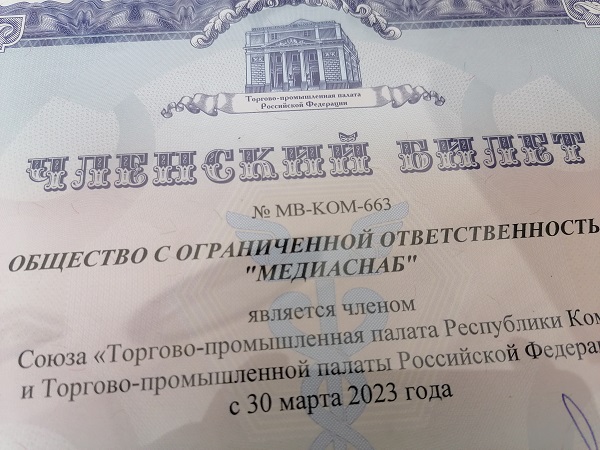 Торгово-промышленная палата
Российской Федерации
ЧЛЕНСКИЙ БИЛЕТ
№ МВ-КОМ-663
ОБЩЕСТВО С ОГРАНИЧЕННОЙ ОТВЕТСТВЕННОСТЬ
"МЕДИАСНАБ"
является членом
Союза «Торгово-промышленная палата Республики Ком
и Торгово-промышленной палаты Российской Федера
с 30 марта 2023 года